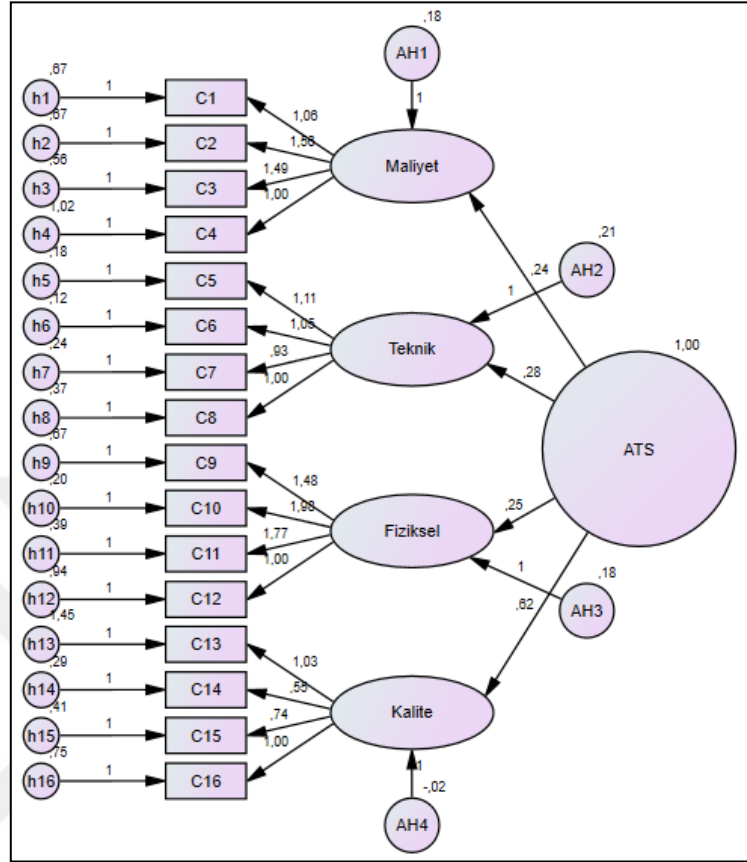 ,18
AH1
1
,67
h1
1
C1
1,06
,67
h2
1
C2
1,56
Maliyet
,56
h3
1
C3
1,49
1,02
h4
1
C4
1,00
,18
h5
1
C5
1,11
,24
,21
AH2
1
,12
h6
1
C6
1,05
Teknik
,24
h7
1
C7
,93
,28
1,00
,37
h8
1
C8
1,00
ATS
,67
h9
1
C9
1,48
,25
,20
h10
1
C10
1,98
Fiziksel
,39
h11
1
C11
1,77
1
,18
AH3
,94
h12
1
C12
1,00
,62
1,45
h13
1
C13
1,03
,29
h14
1
C14
,55
Kalite
,41
h15
1
C15
,74
,75
h16
1
C16
1,00
1
-,02
AH4